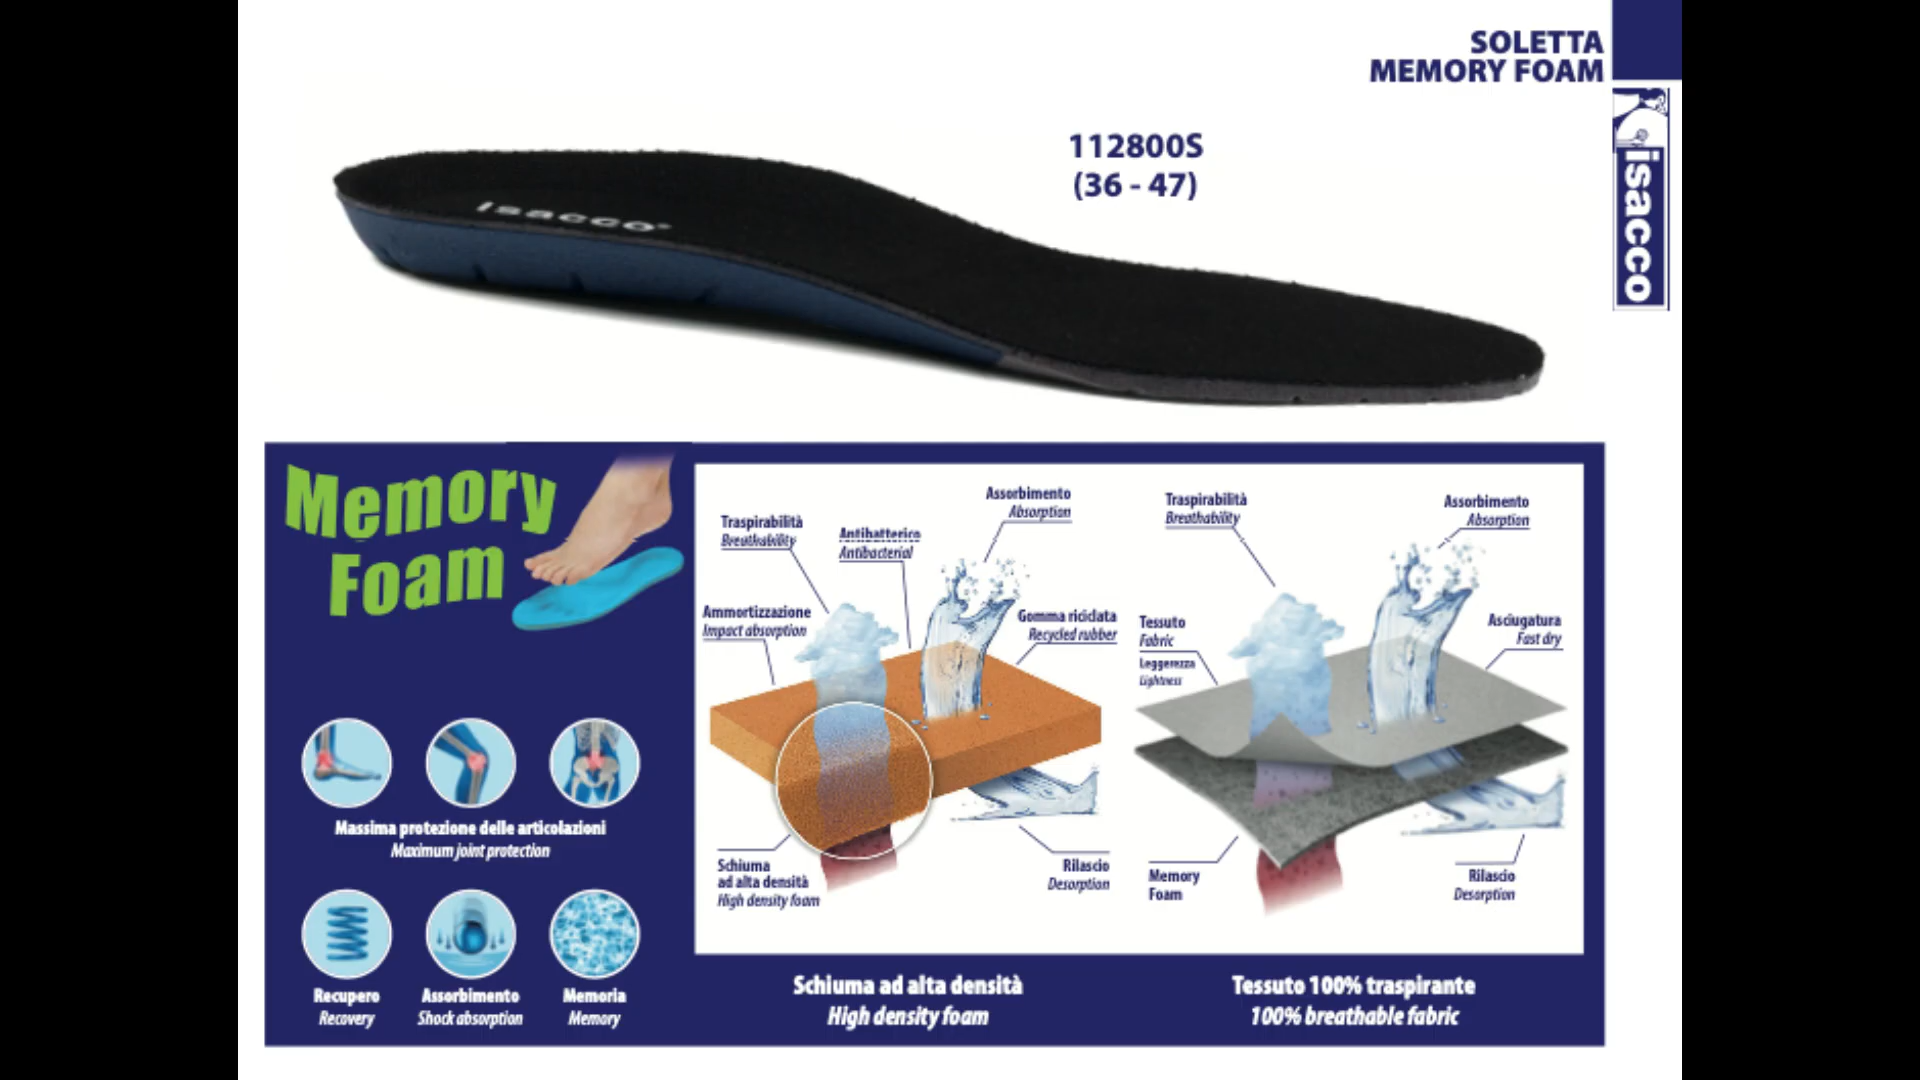 SOLETTA
MEMORY FOAM
isacco
112800S
(36 - 47)
Isacco®
Memory
Foam
Massima protezione delle articolazioni
Maximum joint protection
Recupero
Recovery
Assorbimento
Shock absorption
Memoria
Memory
Traspirabilità
Breathability
Antibatterico
Antibacterial
Assorbimento
Absorption
Ammortizzazione
Impact absorption
Gomma riciclata
Recycled rubber
Schiuma
ad alta densità
High density foam
Rilascio
Desorption
Traspirabilità
Breathability
Assorbimento
Absorption
Tessuto
Fabric
Leggerezza
Lightness
Asciugatura
Fast dry
Memory
Foam
Rilascio
Desorption
Schiuma ad alta densità
High density foam
Tessuto 100% traspirante
100% breathable fabric